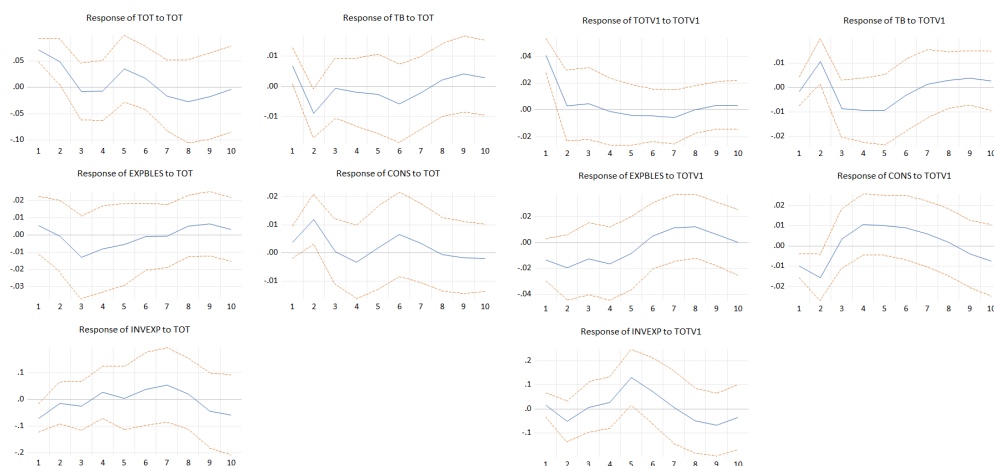 Response of TOT to TOT
.05
.00
-.05
-.10
1 2 3 4 5 6 7 8 9 10
Response of TB to TOT
.01
.00
-.01
1 2 3 4 5 6 7 8 9 10
Response of TOTV1 to TOTV1
.04
.02
.00
-.02
1 2 3 4 5 6 7 8 9 10
Response of TB to TOTV1
.01
.00
-.01
-.02
1 2 3 4 5 6 7 8 9 10
Response of EXPBLES to TOT
.02
.01
.00
-.01
-.02
-.03
1 2 3 4 5 6 7 8 9 10
Response of CONS to TOT
.02
.01
.00
-.01
1 2 3 4 5 6 7 8 9 10
Response of EXPBLES to TOTV1
.02
.00
-.02
-.04
1 2 3 4 5 6 7 8 9 10
Response of CONS to TOTV1
.02
.01
.00
-.01
-.02
1 2 3 4 5 6 7 8 9 10
Response of INVEXP to TOT
.1
.0
-.1
-.2
1 2 3 4 5 6 7 8 9 10
Response of INVEXP to TOTV1
.2
.1
.0
-.1
1 2 3 4 5 6 7 8 9 10